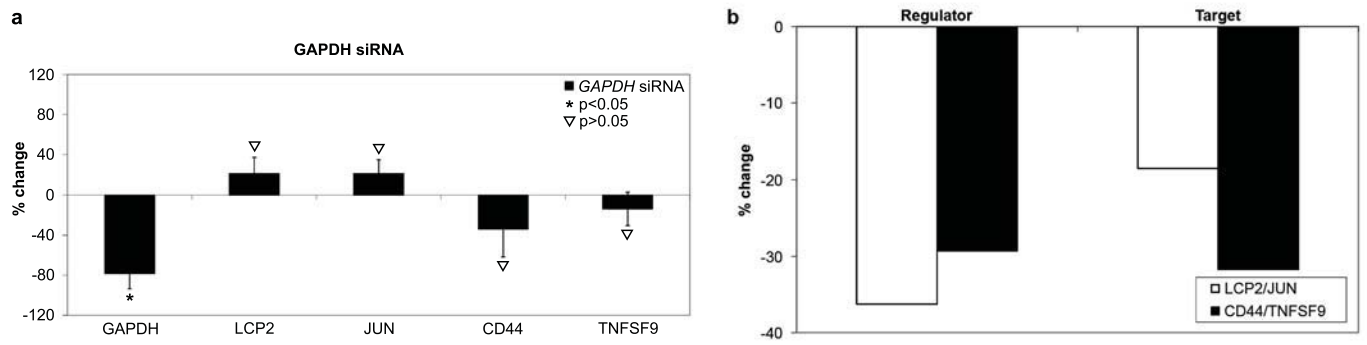 a
GAPDH siRNA
120
80
40
0
-40
-80
-120
% change
GAPDH siRNA
* p<0.05
▽ p>0.05
GAPDH LCP2 JUN CD44 TNFSF9
b
Regulator Target
0
-10
-20
-30
-40
% change
LCP2/JUN
CD44/TNFSF9